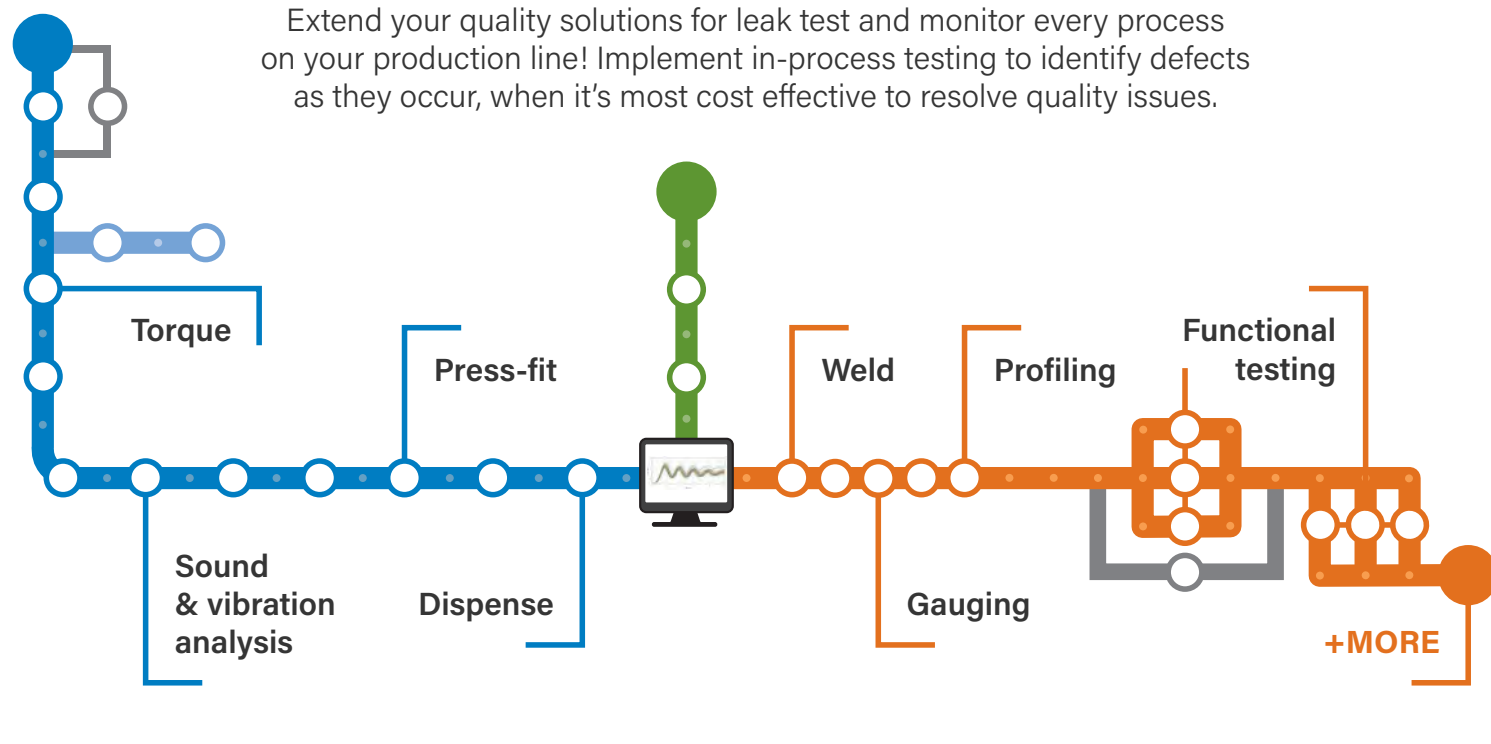 Extend your quality solutions for leak test and monitor every process
on your production line! Implement in-process testing to identify defects
as they occur, when it's most cost effective to resolve quality issues.
Torque
Press-fit
Weld
Profiling
Functional
testing
Sound
& vibration
analysis
Dispense
Gauging
+MORE